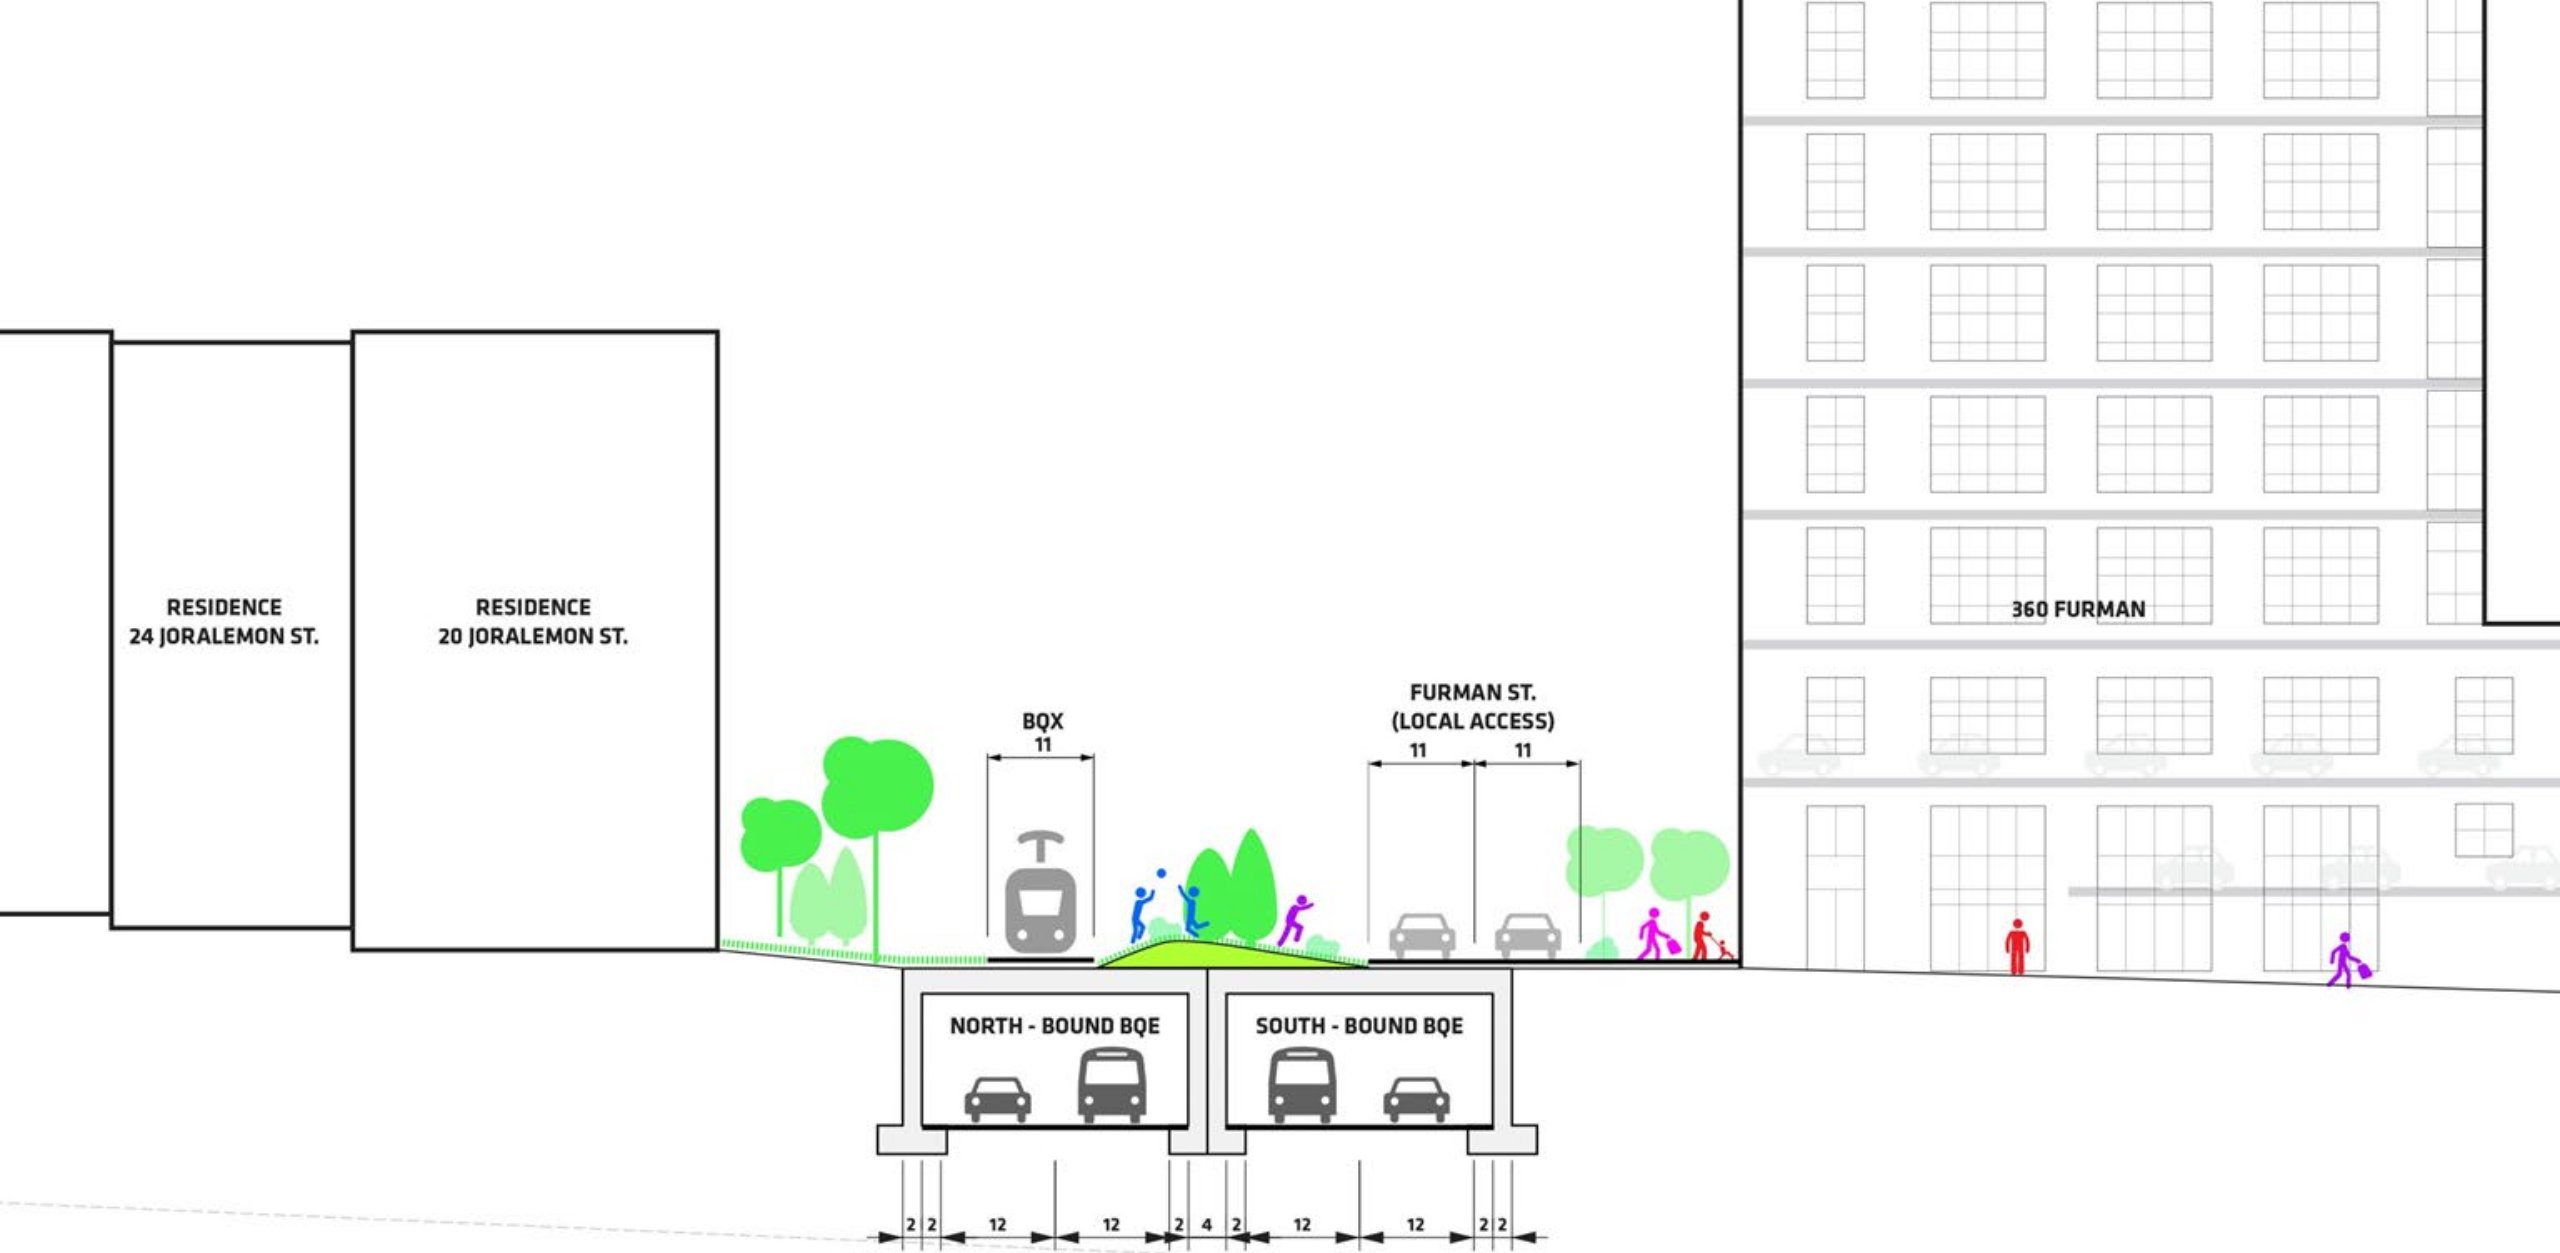 RESIDENCE
24 JORALEMON ST.
RESIDENCE
20 JORALEMON ST.
BQX
11
FURMAN ST.
(LOCAL ACCESS)
11 11
360 FURMAN
NORTH - BOUND BQE
SOUTH - BOUND BQE
2 2 12 12 2 4 2 12 12 2 2